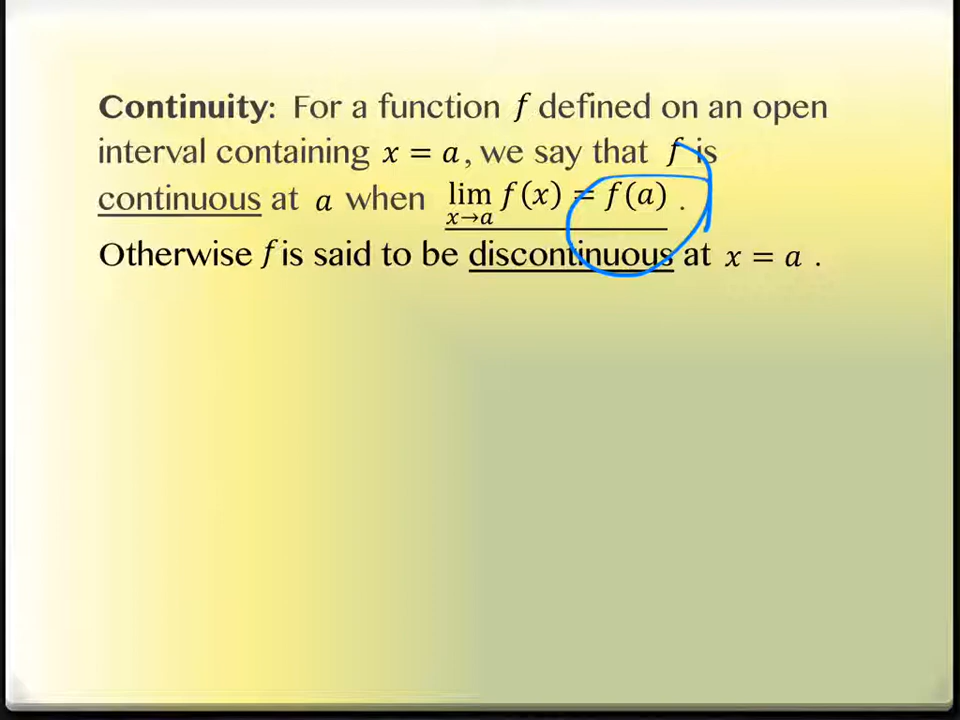 Continuity: For a function f defined on an open
interval containing x = a, we say that f is
continuous at a when lim x→a f(x) = f(a) .
Otherwise f is said to be discontinuous at x = a .